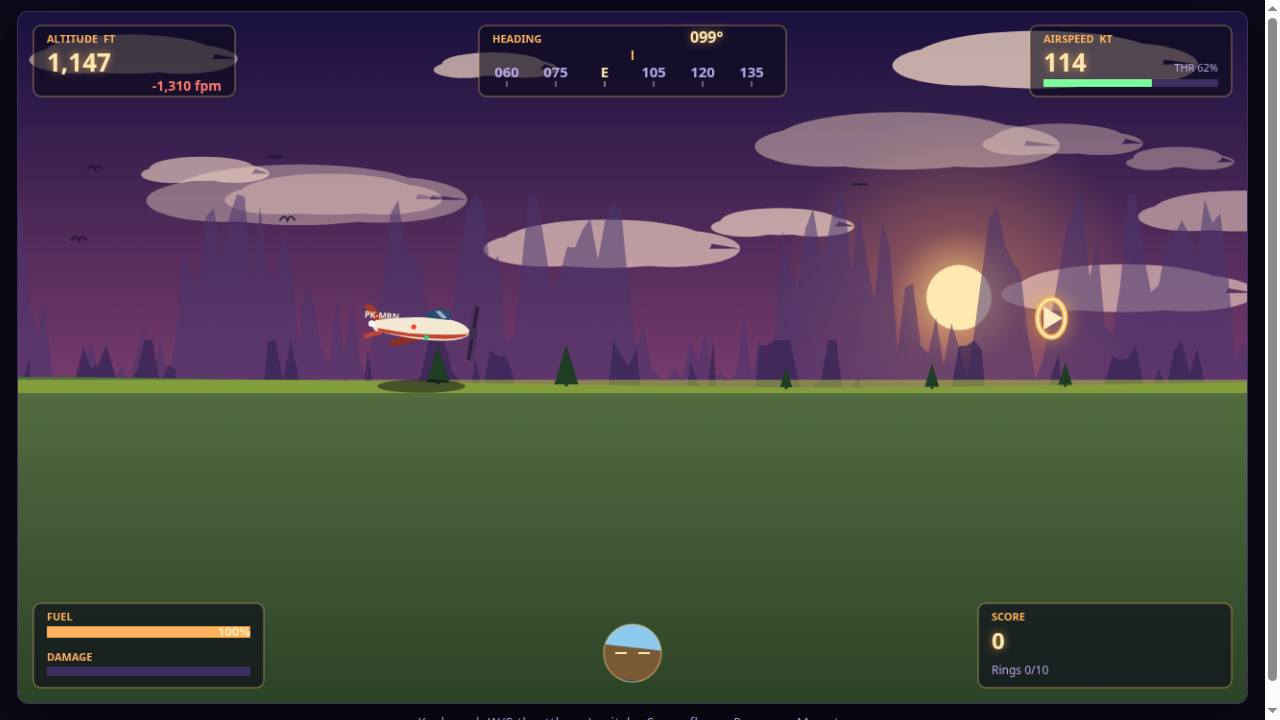 ALTITUDE FT
1,147
-1,310 fpm
HEADING
099°
060 075 E 105 120 135
AIRSPEED KT
114
THR 62%
PK-MRN
FUEL
100%
DAMAGE
SCORE
0
Rings 0/10